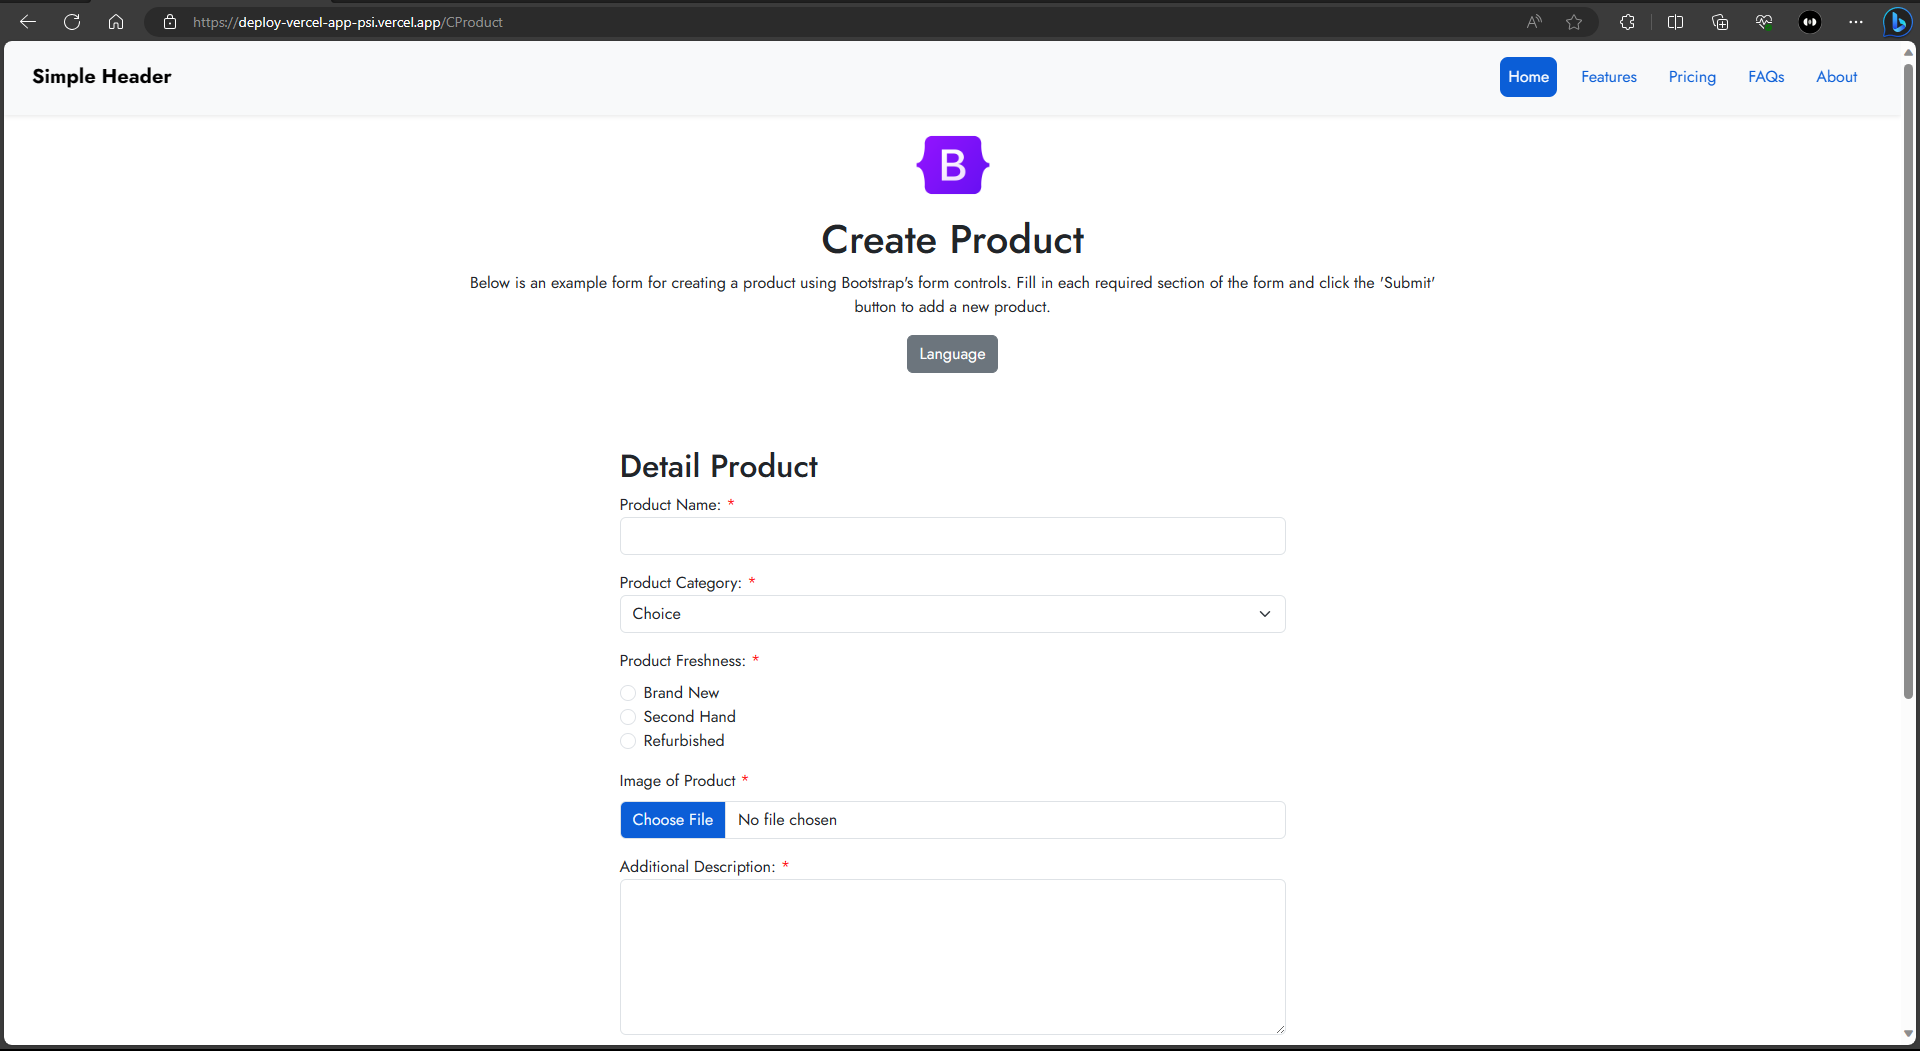 https://deploy-vercel-app-psi.vercel.app/CProduct
Simple Header
Home Features Pricing FAQs About
B
Create Product
Below is an example form for creating a product using Bootstrap's form controls. Fill in each required section of the form and click the 'Submit'
button to add a new product.
Language
Detail Product
Product Name: *
Product Category: *
Choice
Product Freshness: *
Brand New
Second Hand
Refurbished
Image of Product *
Choose File No file chosen
Additional Description: *